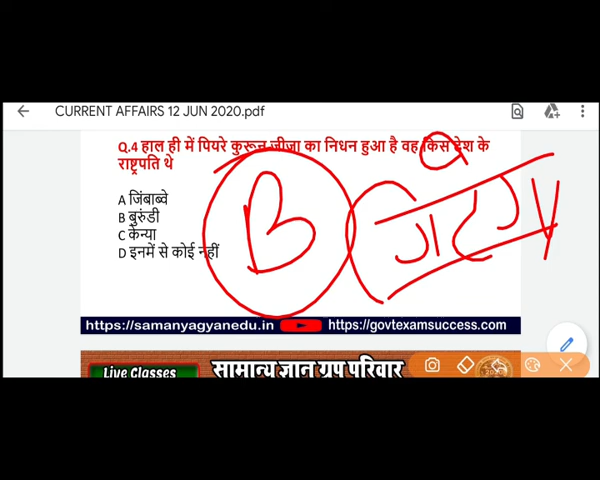 CURRENT AFFAIRS 12 JUN 2020.pdf
Q.4 हाल ही में पियरे कुरून जीजा का निधन हुआ है वह किस देश के
राष्ट्रपति थे
A जिंबाब्वे
B बुरुंडी
C केन्या
D इनमें से कोई नहीं
B
https://samanyagyanedu.in https://govtexamsuccess.com
Live Classes
सामान्य ज्ञान ग्रुप परिवार